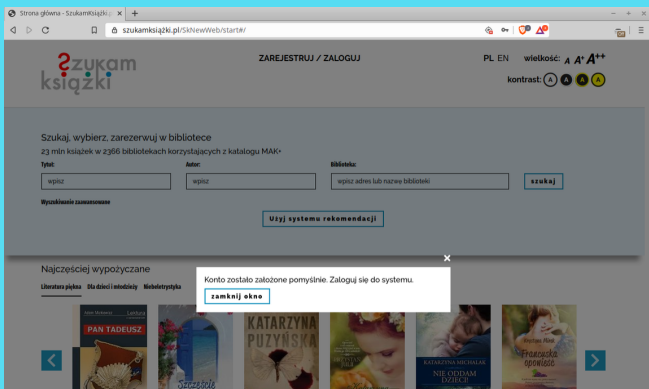 Strona główna - SzukamKsiążki.p
szukamksiążki.pl/SkNewWeb/start#/
Szukam
książki
ZAREJESTRUJ / ZALOGUJ
PL EN wielkość: A A+ A++
kontrast: A A A A
Szukaj, wybierz, zarezerwuj w bibliotece
23 mln książek w 2366 bibliotekach korzystających z katalogu MAK+
Tytuł: Autor: Biblioteka:
wpisz wpisz wpisz adres lub nazwę biblioteki szukaj
Wyszukiwanie zaawansowane
Użyj systemu rekomendacji
Najczęściej wypożyczane
Literatura piękna Dla dzieci i młodzieży Niebeletrystyka
Konto zostało założone pomyślnie. Zaloguj się do systemu.
zamknij okno
Lektura
PAN TADEUSZ
Szczęście
KATARZYNA
PUZYŃSKA
KATARZYNA MICHALAK
NIE ODDAM
DZIECI!
Francuska
opowieść